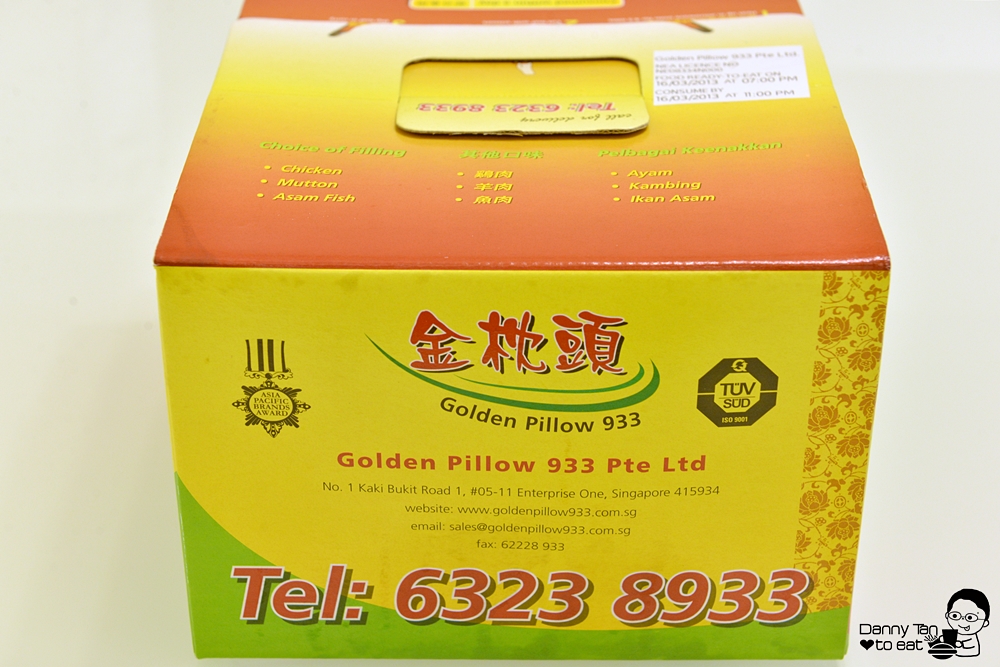 Golden Pillow 933 Pte Ltd
NEA LICENCE NO
FOOD READY-TO EAT ON
16/03/2013 AT 07:00 PM
CONSUME BY
16/03/2013 AT 11:00 PM
call for delivery
Tel: 6323 8933
Choice of Filling
• Chicken
• Mutton
• Asam Fish
其他口味
• 鷄肉
• 羊肉
• 魚肉
Pelbagai Keenakkan
• Ayam
• Kambing
• Ikan Asam
金枕頭
Golden Pillow 933
ASIA
PACIFIC
BRANDS
AWARD
TÜV
SÜD
ISO 9001
Golden Pillow 933 Pte Ltd
No. 1 Kaki Bukit Road 1, #05-11 Enterprise One, Singapore 415934
website: www.goldenpillow933.com.sg
email: sales@goldenpillow933.com.sg
fax: 62228 933
Tel: 6323 8933
Danny Tan
to eat